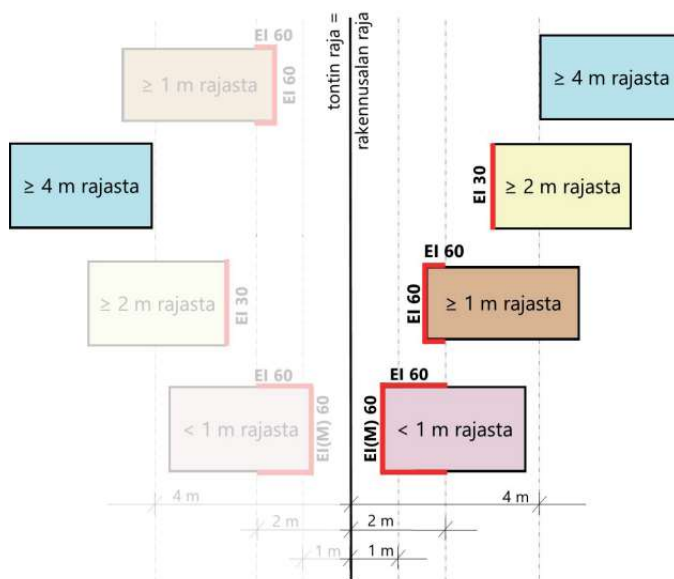 EI 60
≥ 1 m rajasta
EI 60
tontin raja =
rakennusalan raja
≥ 4 m rajasta
≥ 4 m rajasta
EI 30
≥ 2 m rajasta
EI 60
≥ 2 m rajasta
EI 30
EI 60
≥ 1 m rajasta
EI 60
< 1 m rajasta
EI(M) 60
EI 60
EI(M) 60
< 1 m rajasta
4 m
4 m
2 m
2 m
1 m
1 m